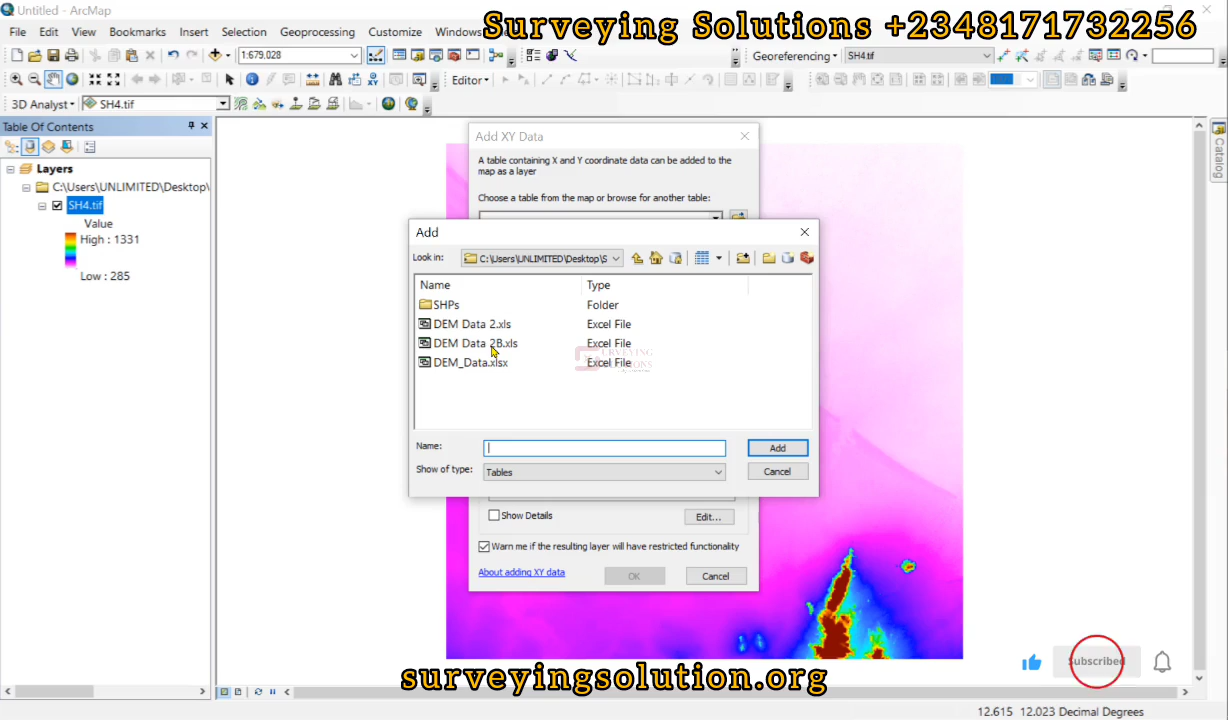 Untitled - ArcMap
Surveying Solutions +2348171732256
File Edit View Bookmarks Insert Selection Geoprocessing Customize Windows
1:679,028
Georeferencing SH4.tif
Editor
3D Analyst SH4.tif
Table Of Contents
Layers
C:\Users\UNLIMITED\Desktop\
SH4.tif
Value
High : 1331
Low : 285
Catalog
Add XY Data
A table containing X and Y coordinate data can be added to the
map as a layer
Choose a table from the map or browse for another table:
Add
Look in: C:\Users\UNLIMITED\Desktop\S
Name Type
SHPs Folder
DEM Data 2.xls Excel File
DEM Data 2B.xls Excel File
DEM_Data.xlsx Excel File
URVEYING
OLUTIONS
Name: Add
Show of type: Tables Cancel
Show Details Edit...
Warn me if the resulting layer will have restricted functionality
About adding XY data OK Cancel
Subscribed
surveyingsolution.org
12.615 12.023 Decimal Degrees